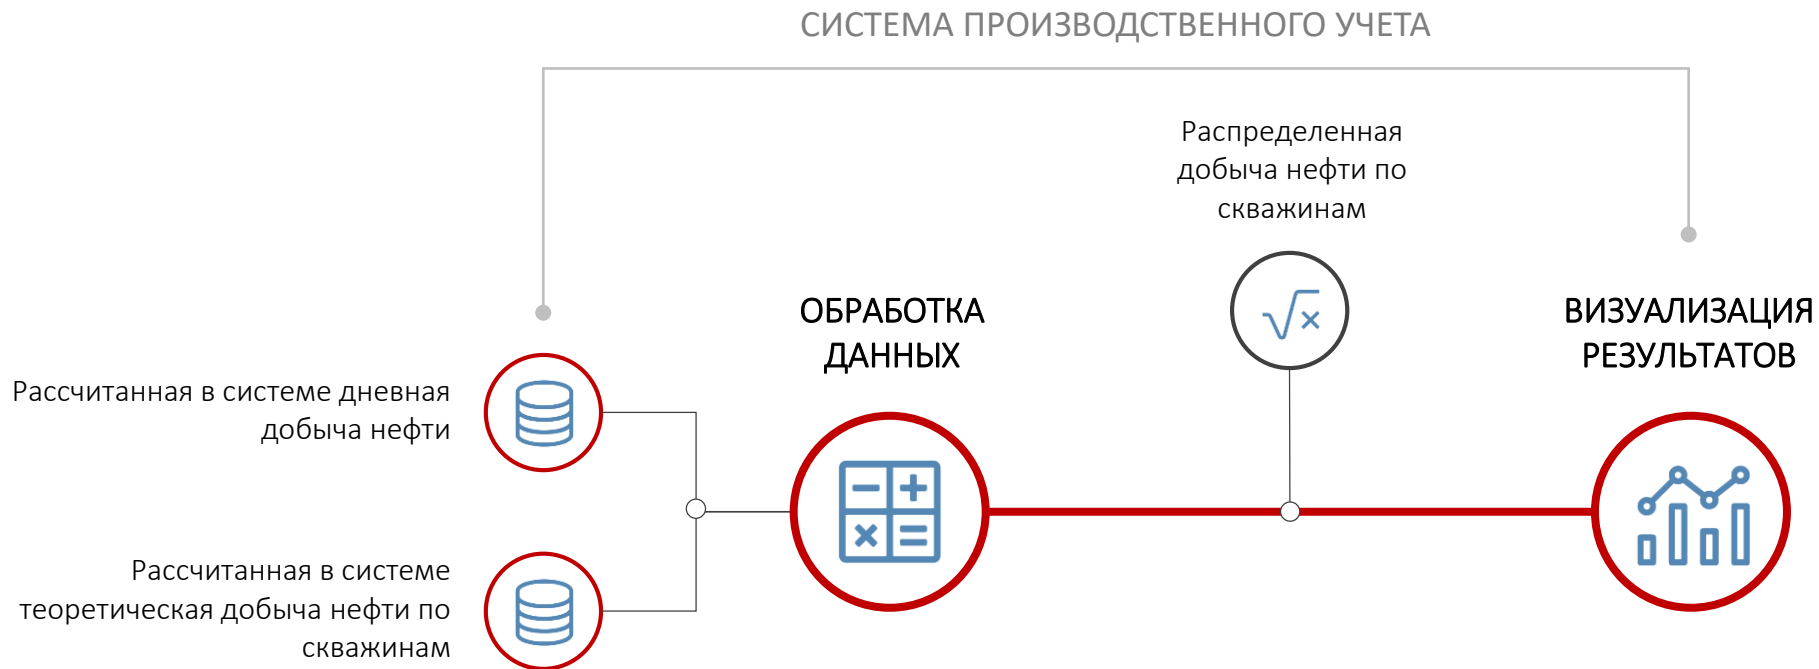 СИСТЕМА ПРОИЗВОДСТВЕННОГО УЧЕТА
Распределенная
добыча нефти по
скважинам
ОБРАБОТКА
ДАННЫХ
ВИЗУАЛИЗАЦИЯ
РЕЗУЛЬТАТОВ
Рассчитанная в системе дневная
добыча нефти
Рассчитанная в системе
теоретическая добыча нефти по
скважинам